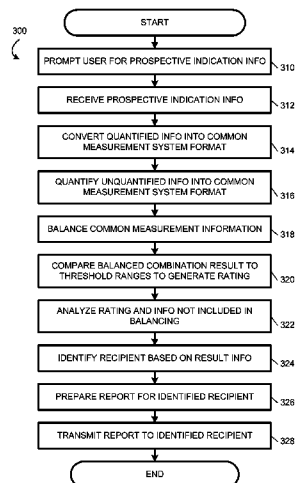 START
300
PROMPT USER FOR PROSPECTIVE INDICATION INFO
310
RECEIVE PROSPECTIVE INDICATION INFO
312
CONVERT QUANTIFIED INFO INTO COMMON
MEASUREMENT SYSTEM FORMAT
314
QUANTIFY UNQUANTIFIED INFO INTO COMMON
MEASUREMENT SYSTEM FORMAT
316
BALANCE COMMON MEASUREMENT INFORMATION
318
COMPARE BALANCED COMBINATION RESULT TO
THRESHOLD RANGES TO GENERATE RATING
320
ANALYZE RATING AND INFO NOT INCLUDED IN
BALANCING
322
IDENTIFY RECIPIENT BASED ON RESULT INFO
324
PREPARE REPORT FOR IDENTIFIED RECIPIENT
326
TRANSMIT REPORT TO IDENTIFIED RECIPIENT
328
END